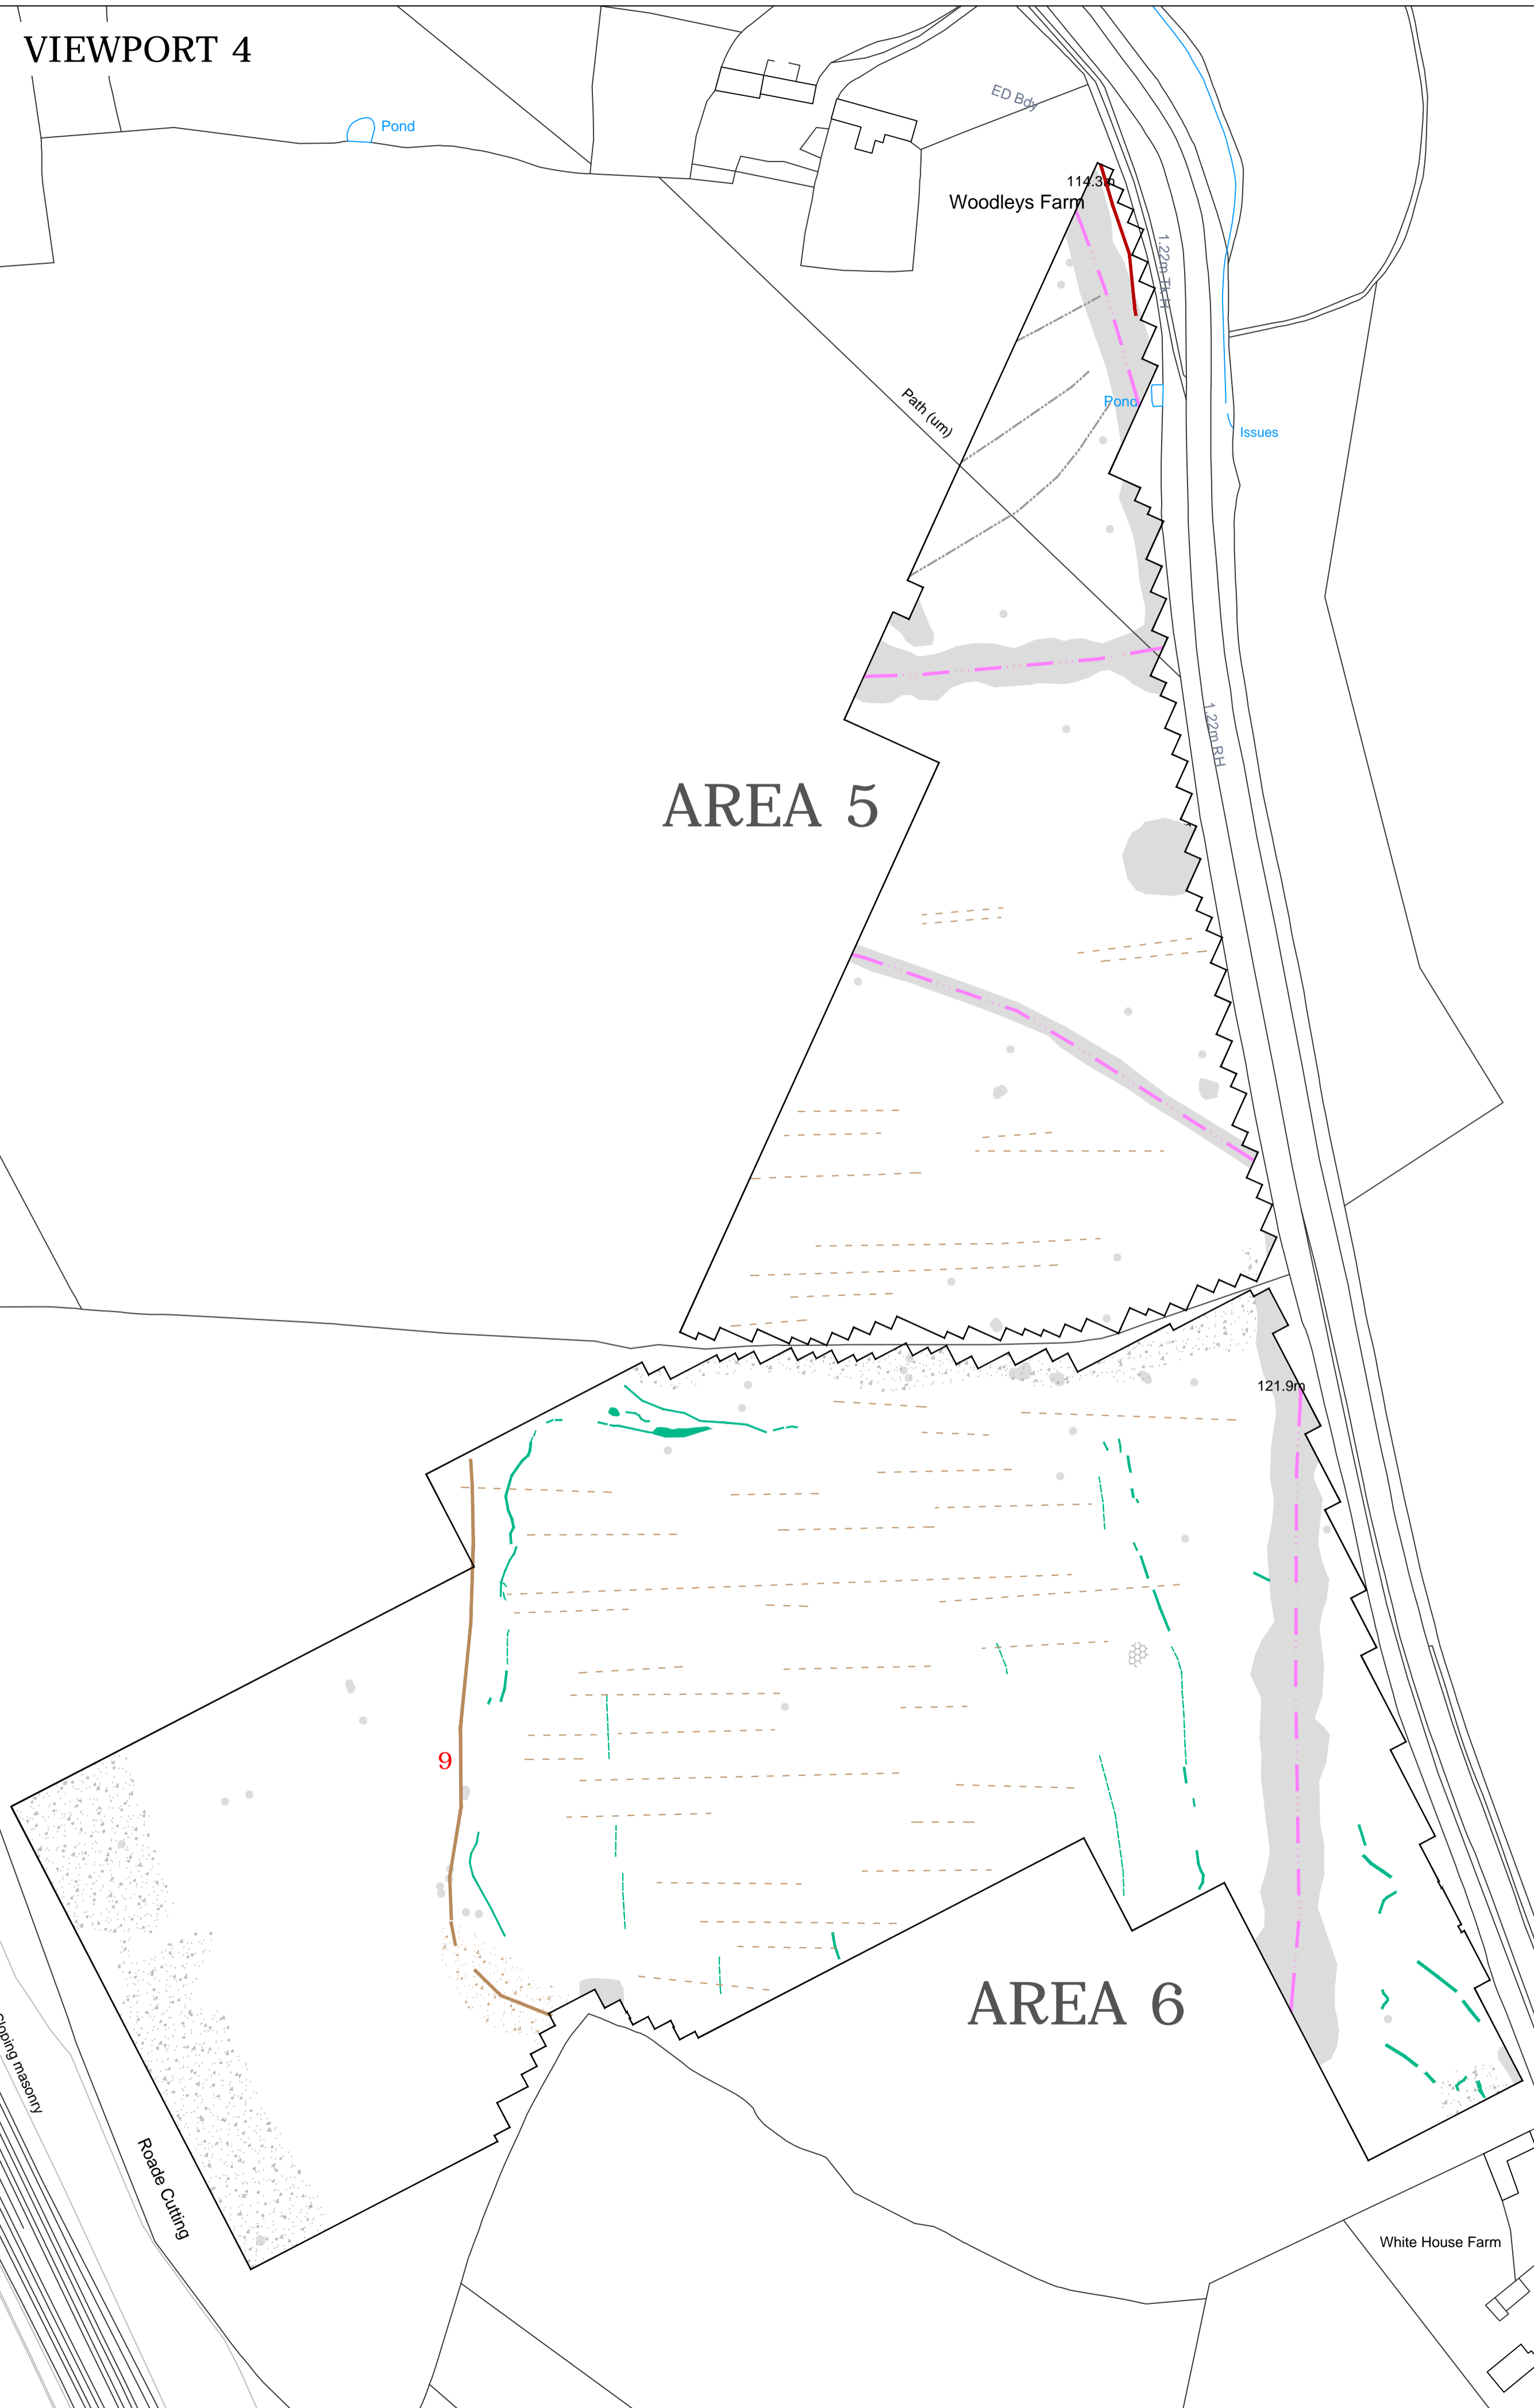 VIEWPORT 4
ED Bdy
Pond
114.3m
Woodleys Farm
1.22m Tk H
Path (um)
Pond
Issues
1.22m RH
AREA 5
121.9m
9
AREA 6
Sloping masonry
Roade Cutting
White House Farm